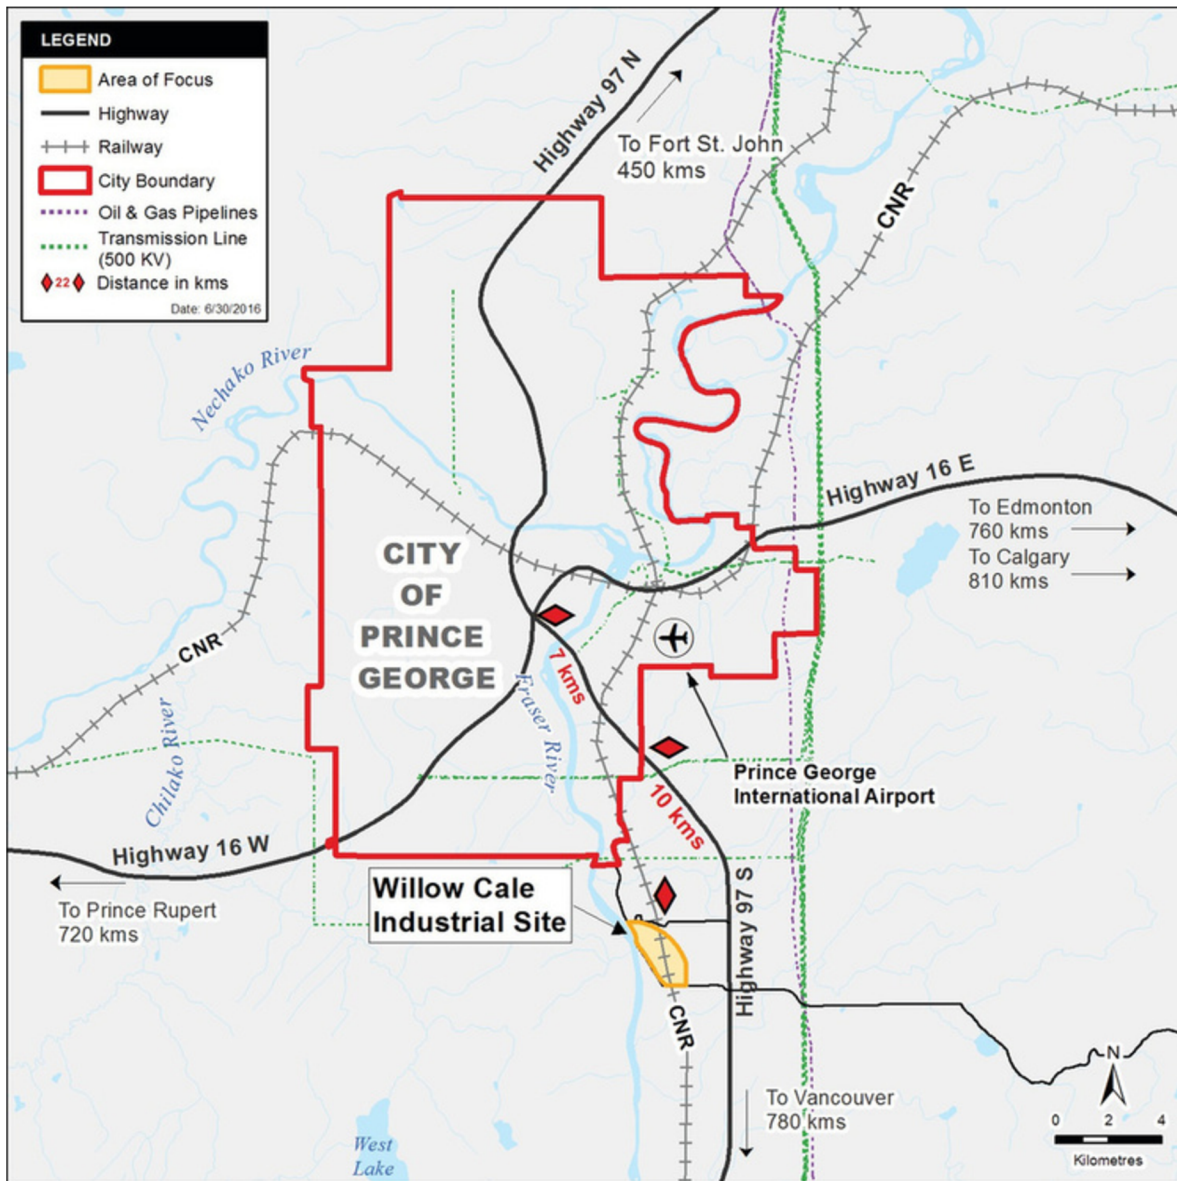 LEGEND
Area of Focus
Highway
Railway
City Boundary
Oil & Gas Pipelines
Transmission Line
(500 KV)
22
Distance in kms
Date: 6/30/2016
Highway 97 N
To Fort St. John
450 kms
CNR
Nechako River
Highway 16 E
To Edmonton
760 kms
To Calgary
810 kms
CITY
OF
PRINCE
GEORGE
CNR
7 kms
Fraser River
Chilako River
Prince George
International Airport
10 kms
Highway 16 W
To Prince Rupert
720 kms
Willow Cale
Industrial Site
Highway 97 S
CNR
To Vancouver
780 kms
West
Lake
N
0 2 4
Kilometres